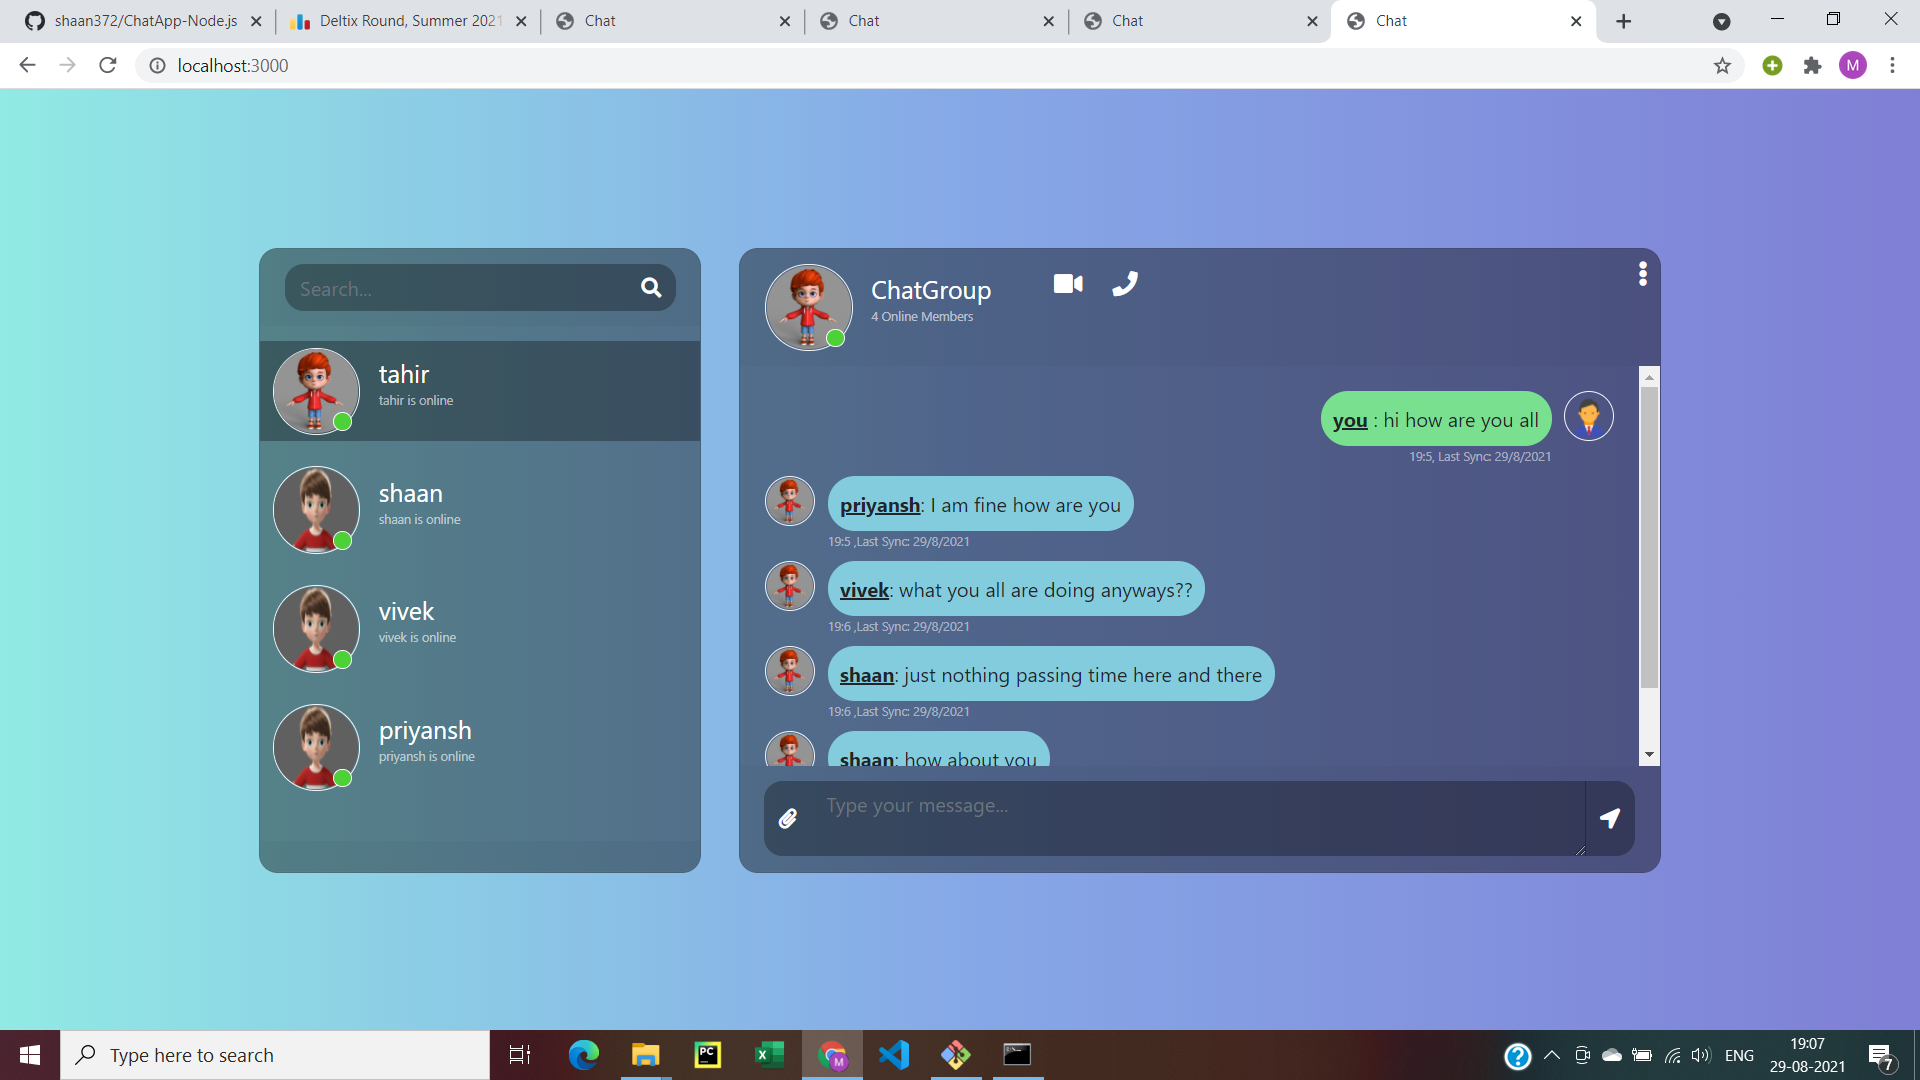 shaan372/ChatApp-Node.js
Deltix Round, Summer 2021
Chat
Chat
Chat
Chat
localhost:3000
M
Search...
tahir
tahir is online
shaan
shaan is online
vivek
vivek is online
priyansh
priyansh is online
ChatGroup
4 Online Members
you : hi how are you all
19:5, Last Sync: 29/8/2021
priyansh: I am fine how are you
19:5 ,Last Sync: 29/8/2021
vivek: what you all are doing anyways??
19:6 ,Last Sync: 29/8/2021
shaan: just nothing passing time here and there
19:6 ,Last Sync: 29/8/2021
shaan: how about you
Type your message...
Type here to search
PC
M
ENG
19:07
29-08-2021
7